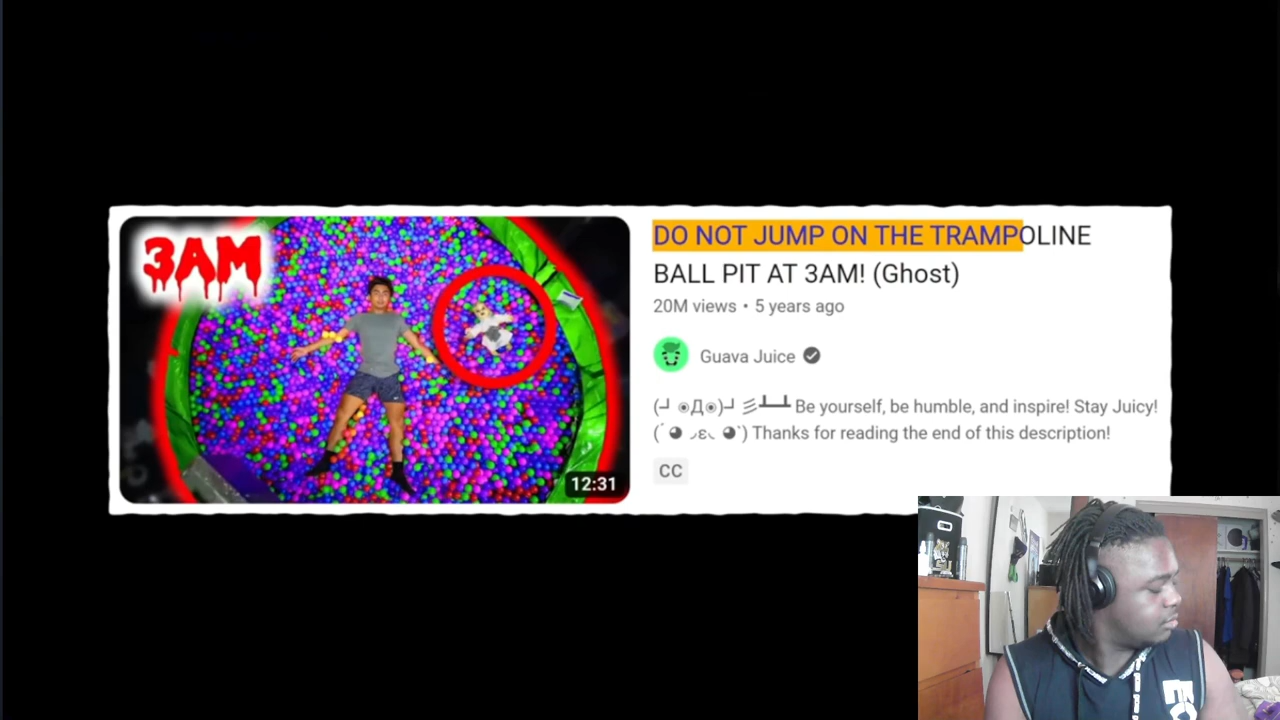 3AM
12:31
DO NOT JUMP ON THE TRAMPOLINE
BALL PIT AT 3AM! (Ghost)
20M views • 5 years ago
Guava Juice
(┘ ◉Д◉)┘ 彡┻━┻ Be yourself, be humble, and inspire! Stay Juicy!
(´ ◕ ◞ε◟ ◕`) Thanks for reading the end of this description!
CC